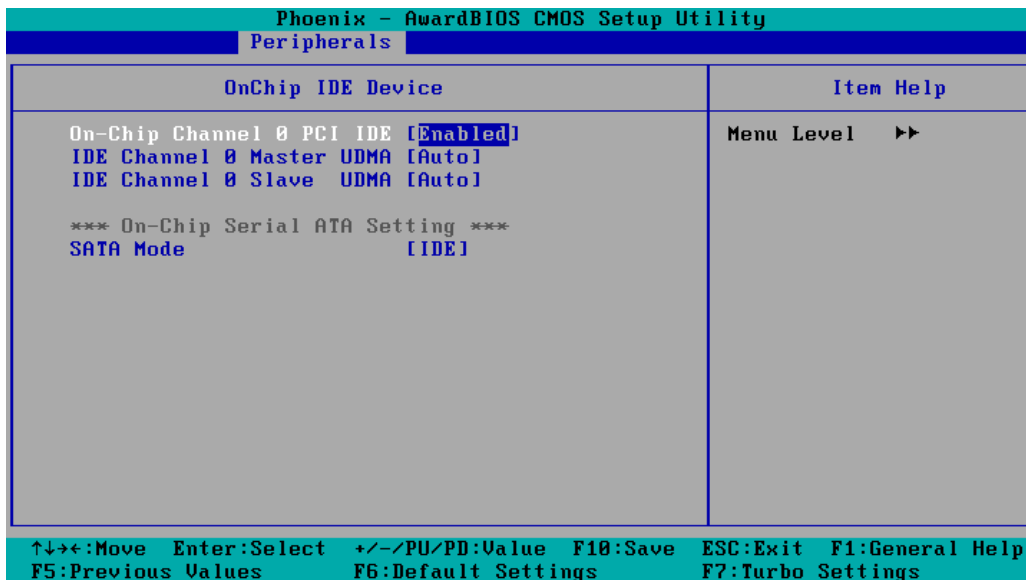 Phoenix - AwardBIOS CMOS Setup Utility
Peripherals
OnChip IDE Device
Item Help
On-Chip Channel 0 PCI IDE [Enabled]
Menu Level ►►
IDE Channel 0 Master UDMA [Auto]
IDE Channel 0 Slave UDMA [Auto]
*** On-Chip Serial ATA Setting ***
SATA Mode [IDE]
↑↓→←:Move Enter:Select +/-/PU/PD:Value F10:Save ESC:Exit F1:General Help
F5:Previous Values F6:Default Settings F7:Turbo Settings